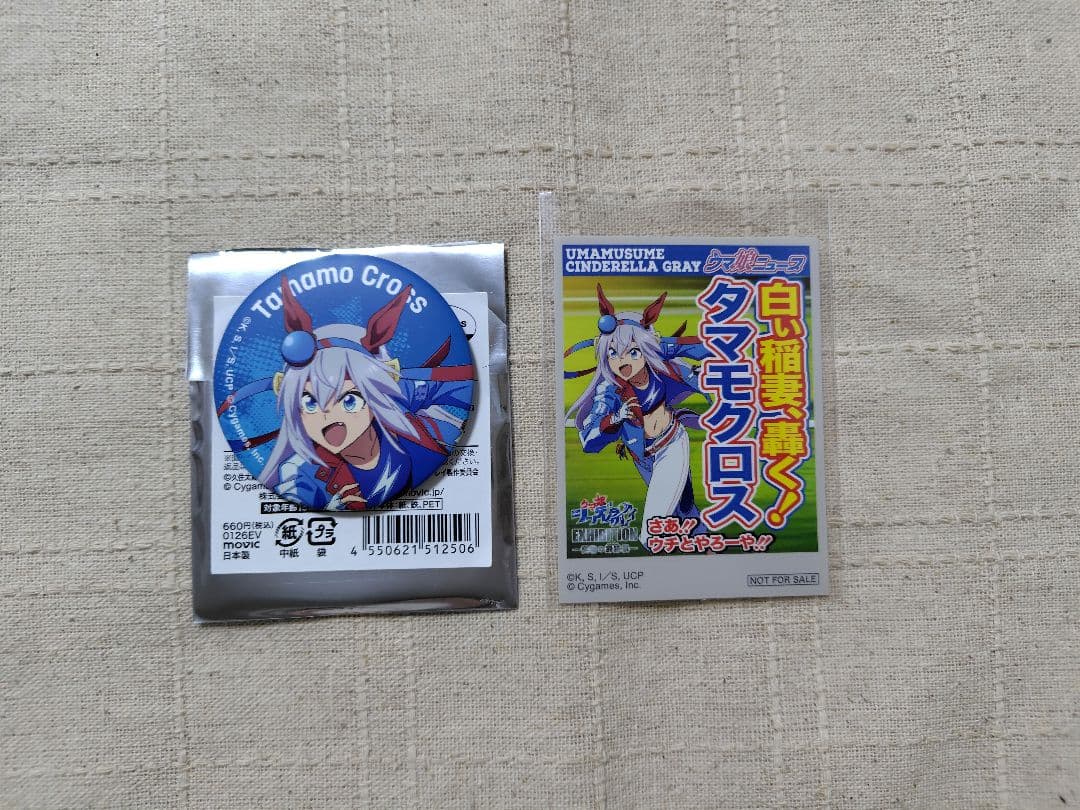 Tamamo Cross
©K, S, I/S, UCP © Cygames, Inc.
660円(税込)
0126EV
movic
日本製
紙
中紙
プラ
袋
4 550621 512506
UMAMUSUME
CINDERELLA GRAY
ウマ娘ニュース
白い稲妻、轟く!
タマモクロス
EXHIBITION
さあ!!
ウチとやろーや!!
©K, S, I/S, UCP
© Cygames, Inc.
NOT FOR SALE